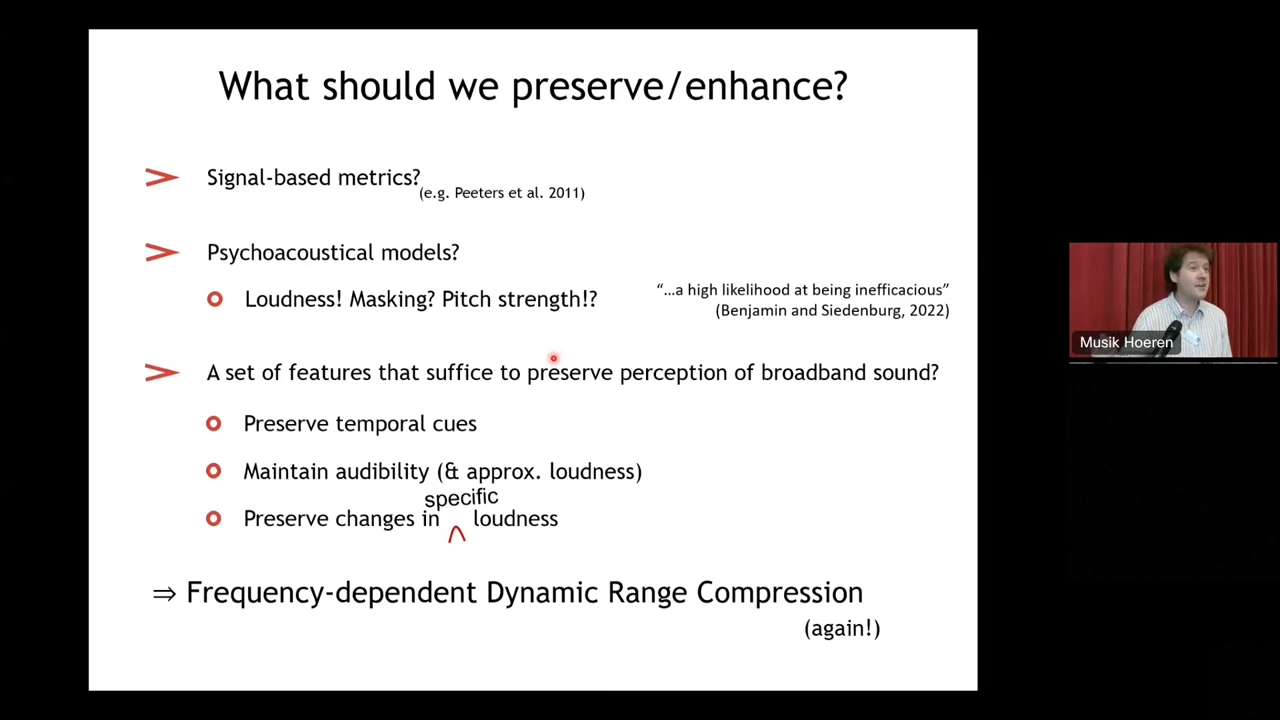 What should we preserve/enhance?
Signal-based metrics?
(e.g. Peeters et al. 2011)
Psychoacoustical models?
Loudness! Masking? Pitch strength!?
“…a high likelihood at being inefficacious”
(Benjamin and Siedenburg, 2022)
A set of features that suffice to preserve perception of broadband sound?
Preserve temporal cues
Maintain audibility (& approx. loudness)
specific
Preserve changes in loudness
⇒ Frequency-dependent Dynamic Range Compression
(again!)
Musik Hoeren